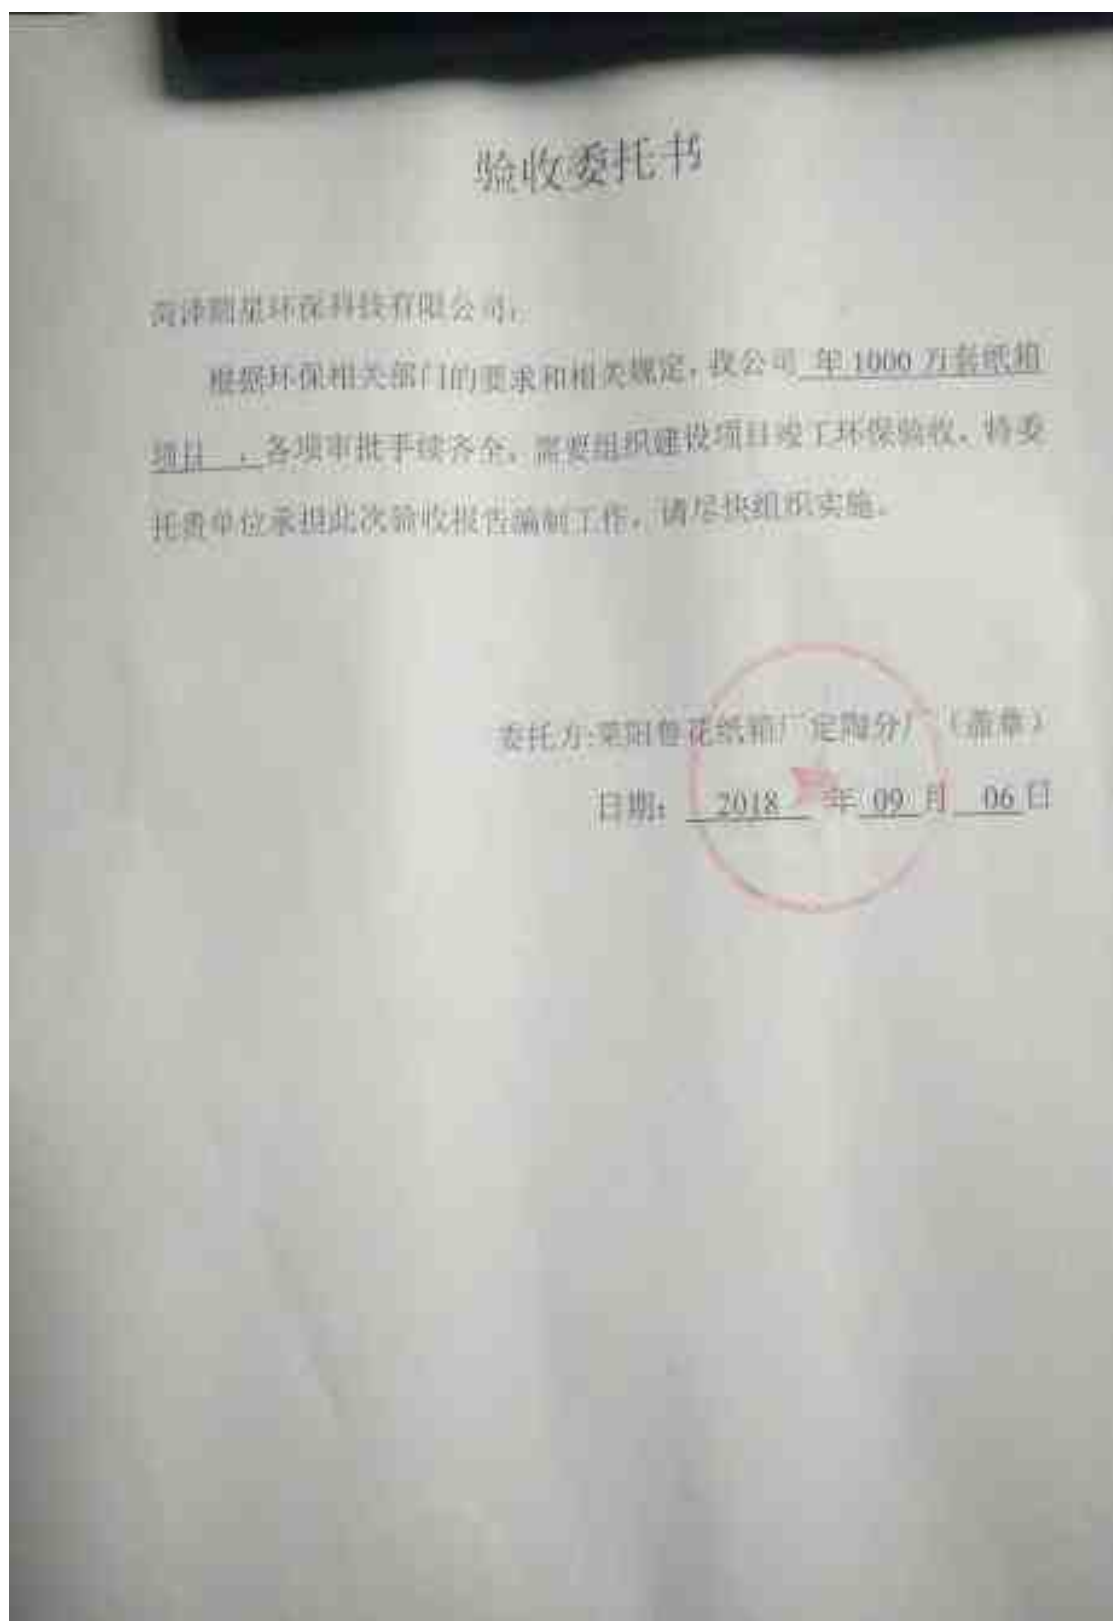 验收委托书
菏泽圆星环保科技有限公司：
根据环保相关部门的要求和相关规定，我公司 年1000 万套纸箱
项目 ，各项审批手续齐全，需要组织建设项目竣工环保验收，特委
托贵单位承担此次验收报告编制工作，请尽快组织实施。
委托方:莱阳鲁花纸箱厂定陶分厂（盖章）
日期: 2018 年 09 月 06 日